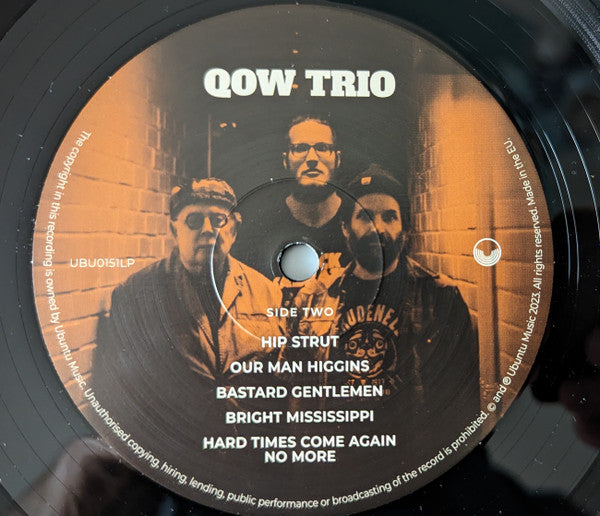 QOW TRIO
UBU0151LP
SIDE TWO
HIP STRUT
OUR MAN HIGGINS
BASTARD GENTLEMEN
BRIGHT MISSISSIPPI
HARD TIMES COME AGAIN
NO MORE
The copyright in this recording is owned by Ubuntu Music. Unauthorised copying, hiring, lending, public performance or broadcasting of the record is prohibited. © and ℗ Ubuntu Music 2023. All rights reserved. Made in the EU.